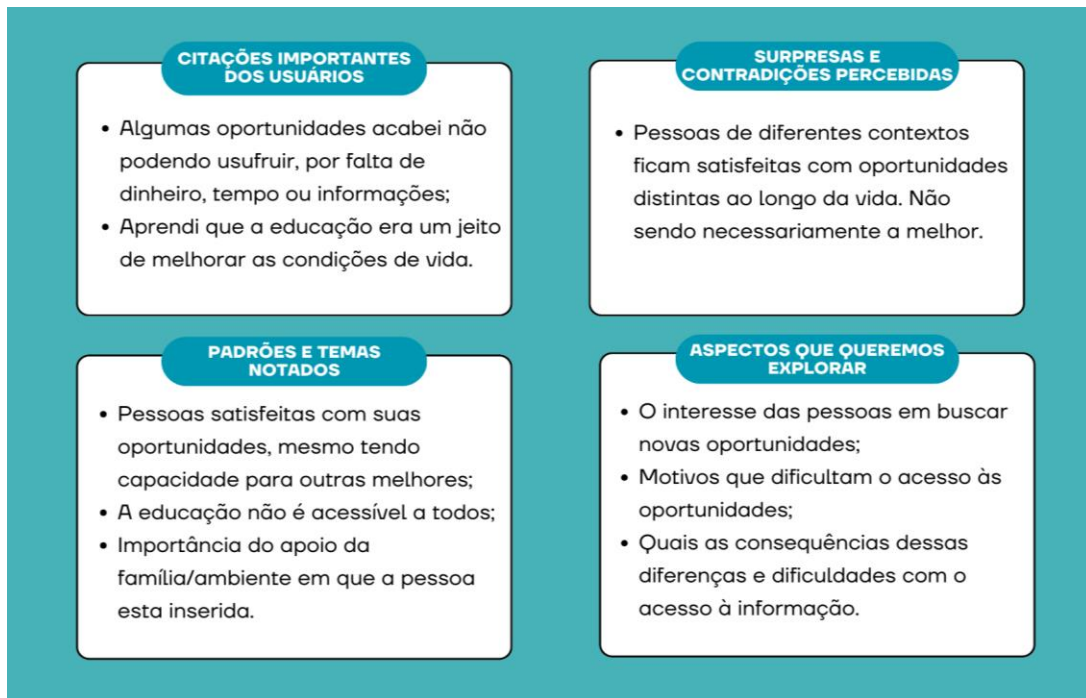 CITAÇÕES IMPORTANTES
DOS USUÁRIOS
• Algumas oportunidades acabei não
podendo usufruir, por falta de
dinheiro, tempo ou informações;
• Aprendi que a educação era um jeito
de melhorar as condições de vida.
SURPRESAS E
CONTRADIÇÕES PERCEBIDAS
• Pessoas de diferentes contextos
ficam satisfeitas com oportunidades
distintas ao longo da vida. Não
sendo necessariamente a melhor.
PADRÕES E TEMAS
NOTADOS
• Pessoas satisfeitas com suas
oportunidades, mesmo tendo
capacidade para outras melhores;
• A educação não é acessível a todos;
• Importância do apoio da
família/ambiente em que a pessoa
esta inserida.
ASPECTOS QUE QUEREMOS
EXPLORAR
• O interesse das pessoas em buscar
novas oportunidades;
• Motivos que dificultam o acesso às
oportunidades;
• Quais as consequências dessas
diferenças e dificuldades com o
acesso à informação.